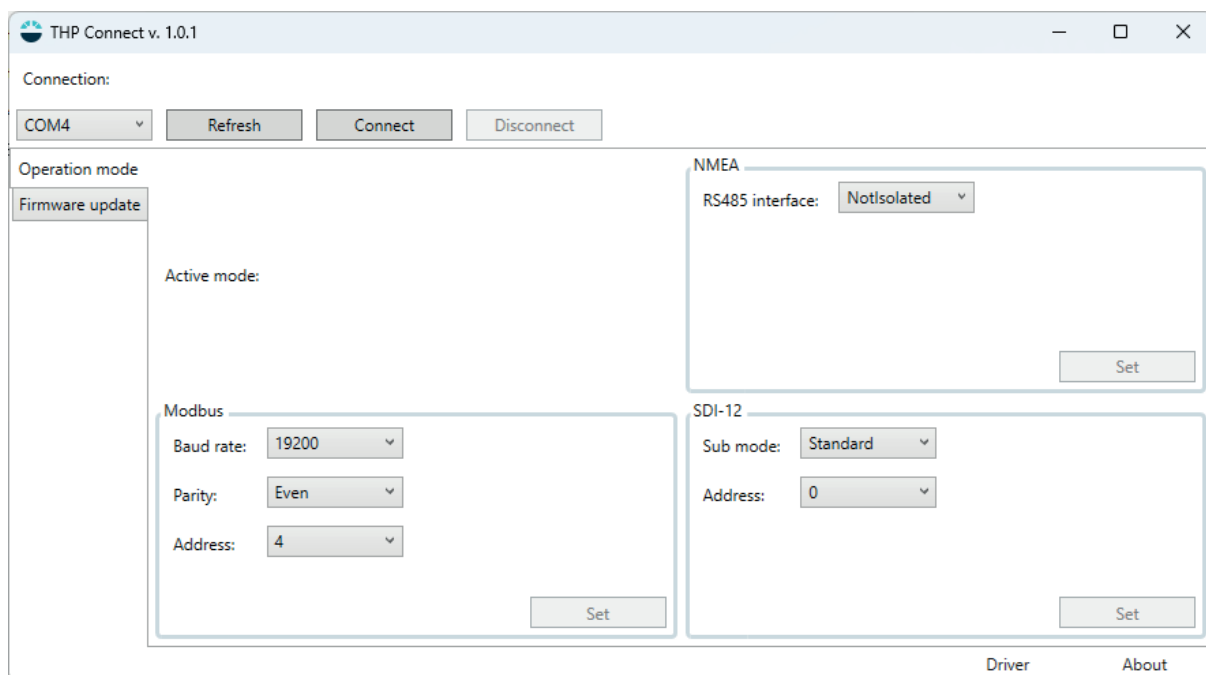 THP Connect v. 1.0.1
Connection:
COM4 Refresh Connect Disconnect
Operation mode
Firmware update
Active mode:
NMEA
RS485 interface: NotIsolated
Set
Modbus
Baud rate: 19200
Parity: Even
Address: 4
Set
SDI-12
Sub mode: Standard
Address: 0
Set
Driver About